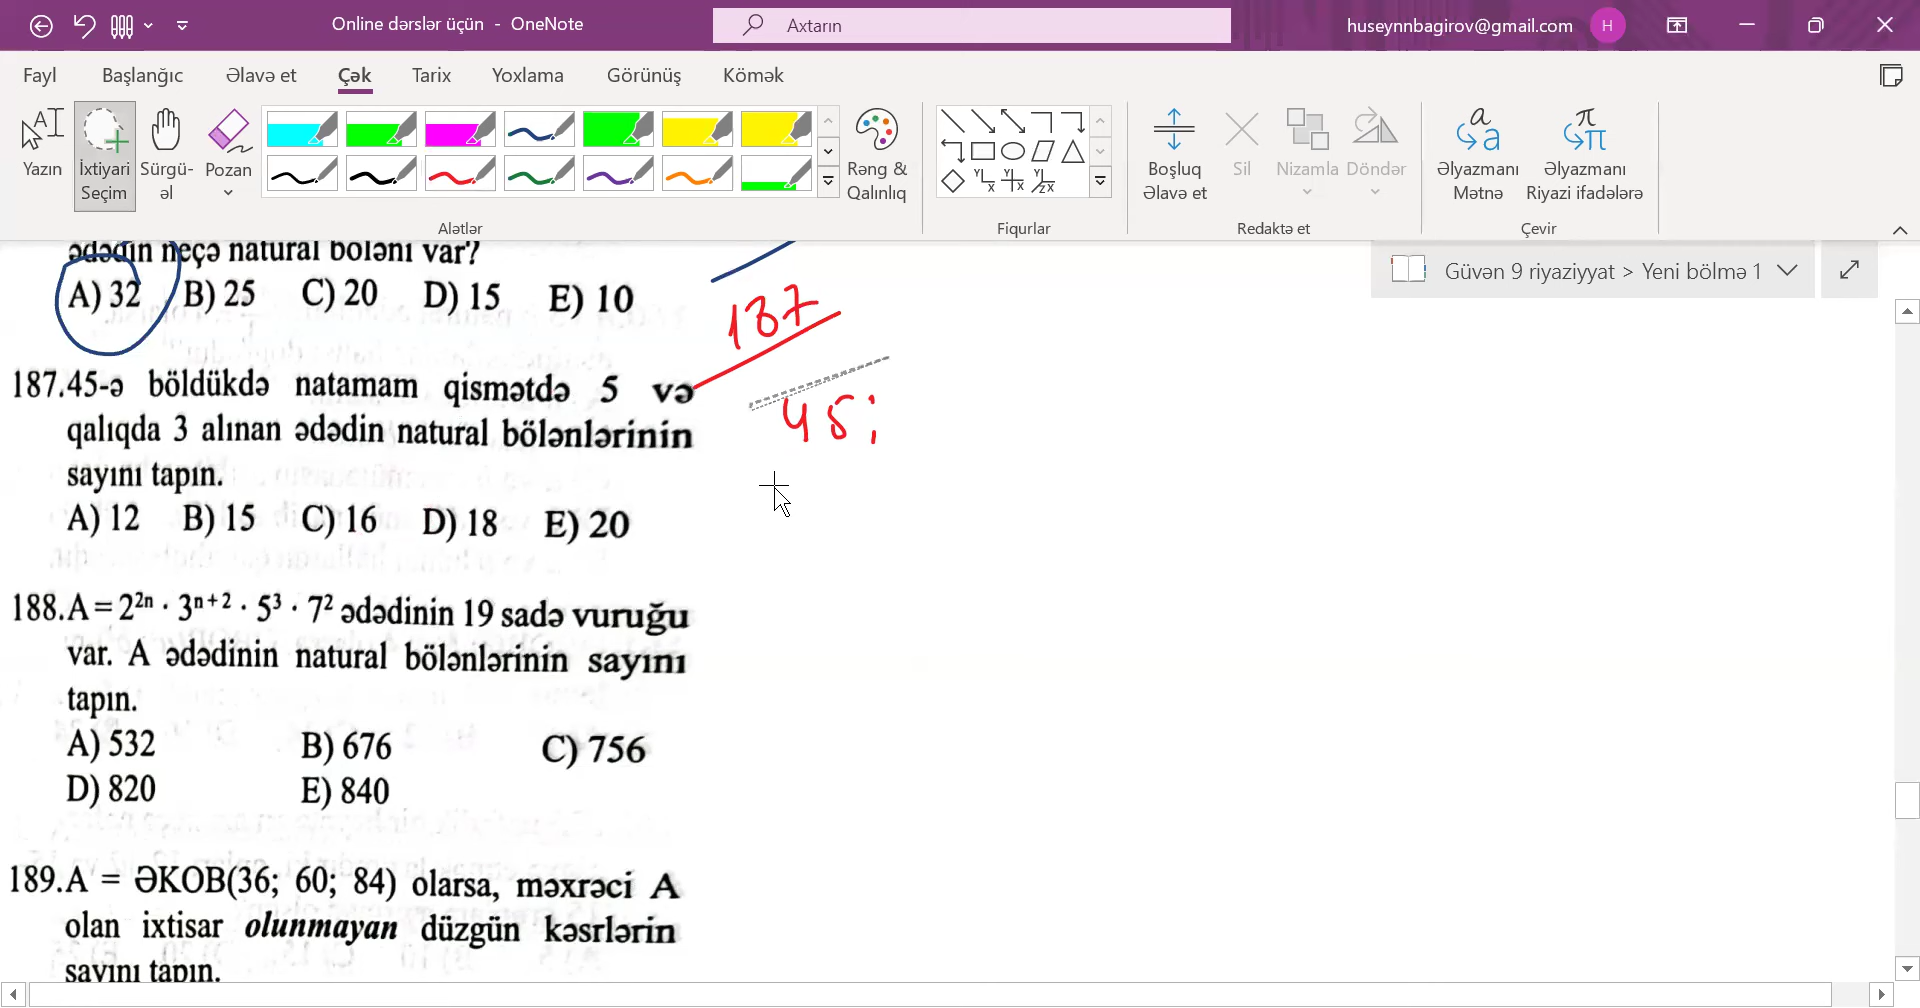 Online dərslər üçün - OneNote
Axtarın
huseynnbagirov@gmail.com
H
Fayl
Başlanğıc
Əlavə et
Çək
Tarix
Yoxlama
Görünüş
Kömək
Yazın
İxtiyari Seçim
Sürgü-əl
Pozan
Rəng & Qalınlıq
Boşluq Əlavə et
Sil
Nizamla
Döndər
Əlyazmanı Mətnə
Əlyazmanı Riyazi ifadələrə
Alətlər
Fiqurlar
Redaktə et
Çevir
Güvən 9 riyaziyyat > Yeni bölmə 1
ədədin neçə natural böləni var?
A) 32 B) 25 C) 20 D) 15 E) 10
187
187.45-ə böldükdə natamam qismətdə 5 və
45;
qalıqda 3 alınan ədədin natural bölənlərinin
sayını tapın.
A) 12 B) 15 C) 16 D) 18 E) 20
188.A = 2²ⁿ · 3ⁿ⁺² · 5³ · 7² ədədinin 19 sadə vuruğu
var. A ədədinin natural bölənlərinin sayını
tapın.
A) 532 B) 676 C) 756
D) 820 E) 840
189.A = ƏKOB(36; 60; 84) olarsa, məxrəci A
olan ixtisar olunmayan düzgün kəsrlərin
sayını tapın.